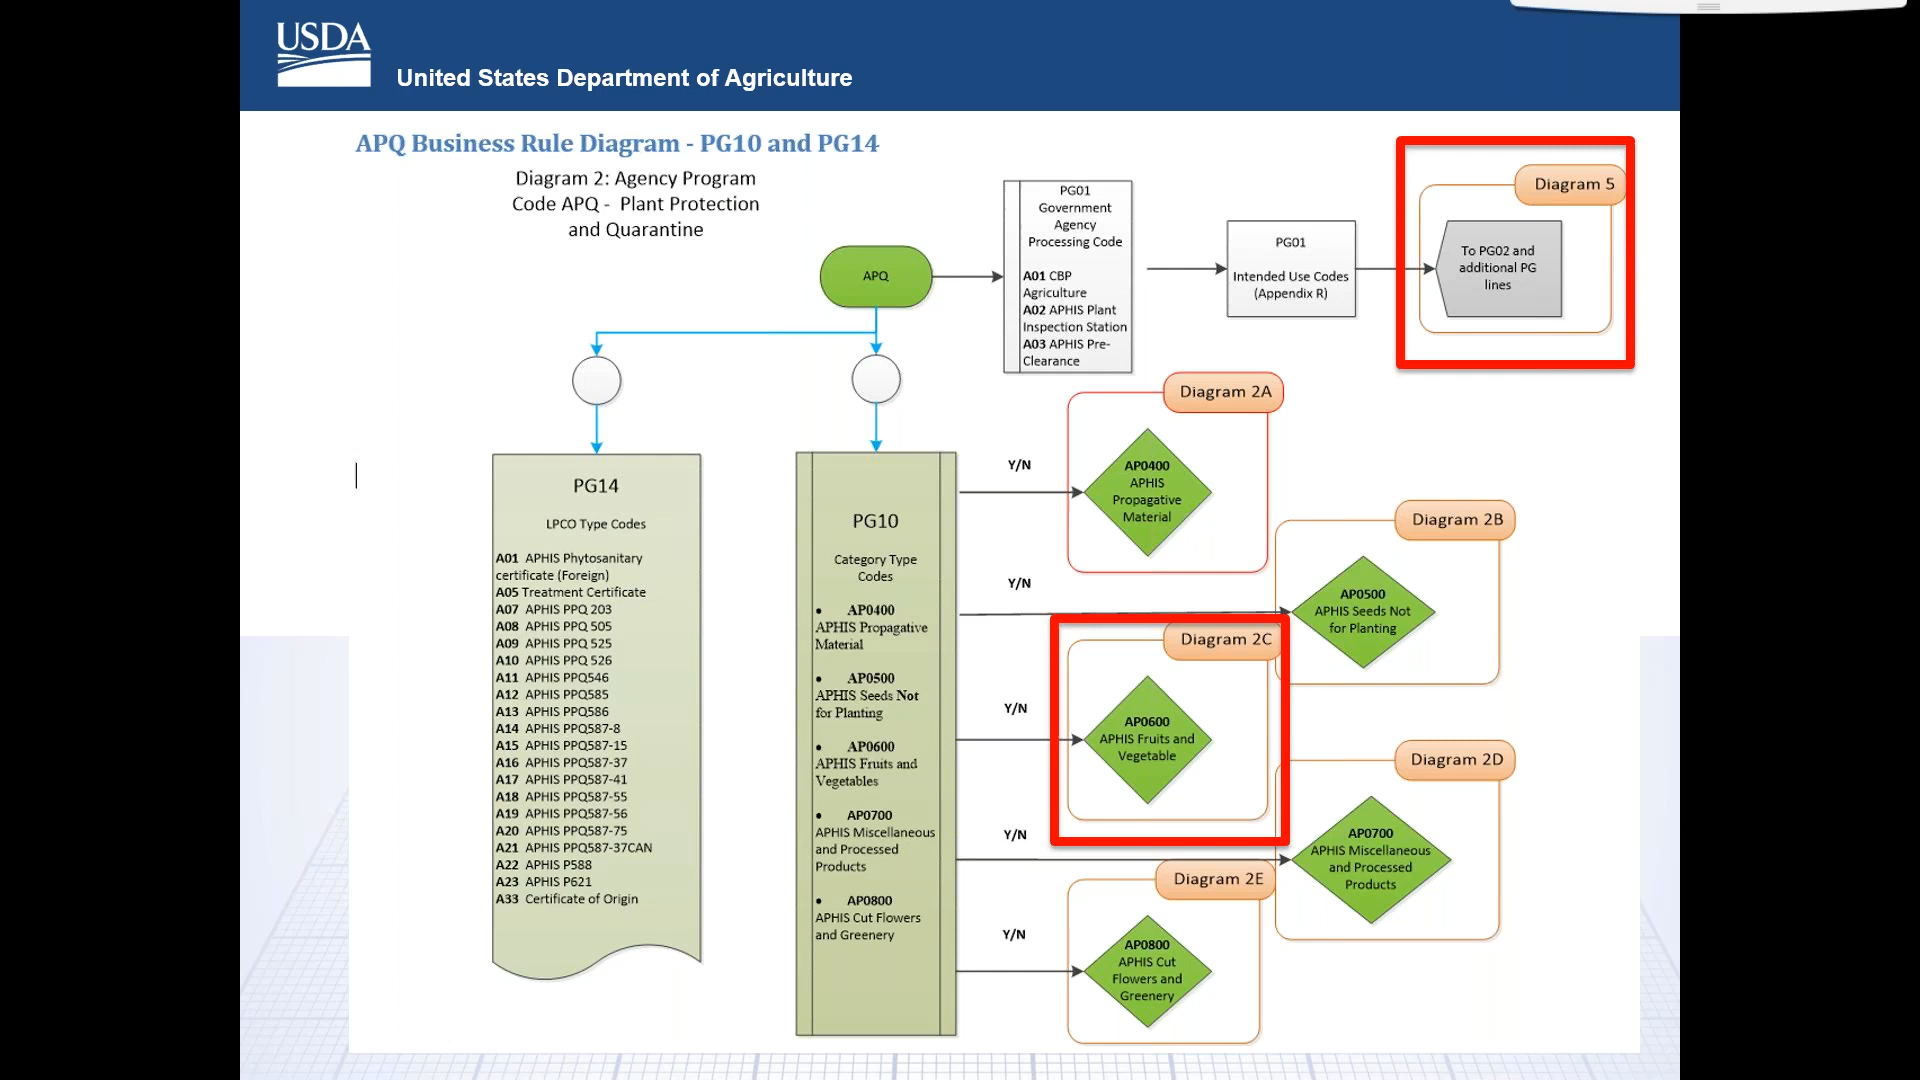 USDA
United States Department of Agriculture
APQ Business Rule Diagram - PG10 and PG14
Diagram 2: Agency Program
Code APQ - Plant Protection
and Quarantine
APQ
PG01
Government
Agency
Processing Code
A01 CBP
Agriculture
A02 APHIS Plant
Inspection Station
A03 APHIS Pre-
Clearance
PG01
Intended Use Codes
(Appendix R)
Diagram 5
To PG02 and
additional PG
lines
PG14
LPCO Type Codes
A01 APHIS Phytosanitary
certificate (Foreign)
A05 Treatment Certificate
A07 APHIS PPQ 203
A08 APHIS PPQ 505
A09 APHIS PPQ 525
A10 APHIS PPQ 526
A11 APHIS PPQ546
A12 APHIS PPQ585
A13 APHIS PPQ586
A14 APHIS PPQ587-8
A15 APHIS PPQ587-15
A16 APHIS PPQ587-37
A17 APHIS PPQ587-41
A18 APHIS PPQ587-55
A19 APHIS PPQ587-56
A20 APHIS PPQ587-75
A21 APHIS PPQ587-37CAN
A22 APHIS P588
A23 APHIS P621
A33 Certificate of Origin
PG10
Category Type
Codes
• AP0400
APHIS Propagative
Material
• AP0500
APHIS Seeds Not
for Planting
• AP0600
APHIS Fruits and
Vegetables
• AP0700
APHIS Miscellaneous
and Processed
Products
• AP0800
APHIS Cut Flowers
and Greenery
Y/N
Diagram 2A
AP0400
APHIS
Propagative
Material
Y/N
Diagram 2B
AP0500
APHIS Seeds Not
for Planting
Y/N
Diagram 2C
AP0600
APHIS Fruits and
Vegetable
Y/N
Diagram 2D
AP0700
APHIS Miscellaneous
and Processed
Products
Y/N
Diagram 2E
AP0800
APHIS Cut
Flowers and
Greenery